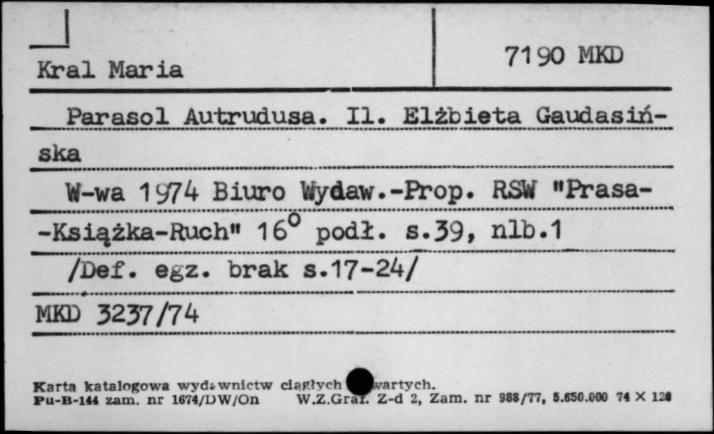 7190 MKD
Kral Maria
Parasol Autrudusa. Il. Elżbieta Gaudasiń-
ska
W-wa 1974 Biuro Wydaw.-Prop. RSW "Prasa-
-Książka-Ruch" 16° podł. s.39, nlb.1
/Def. egz. brak s.17-24/
MKD 3237/74
Karta katalogowa wydawnictw ciągłych
Pu-B-144 zam. nr 1674/DW/On W.Z.Graf. Z-d 2, Zam. nr 988/77, 5.650.000 74 X 128